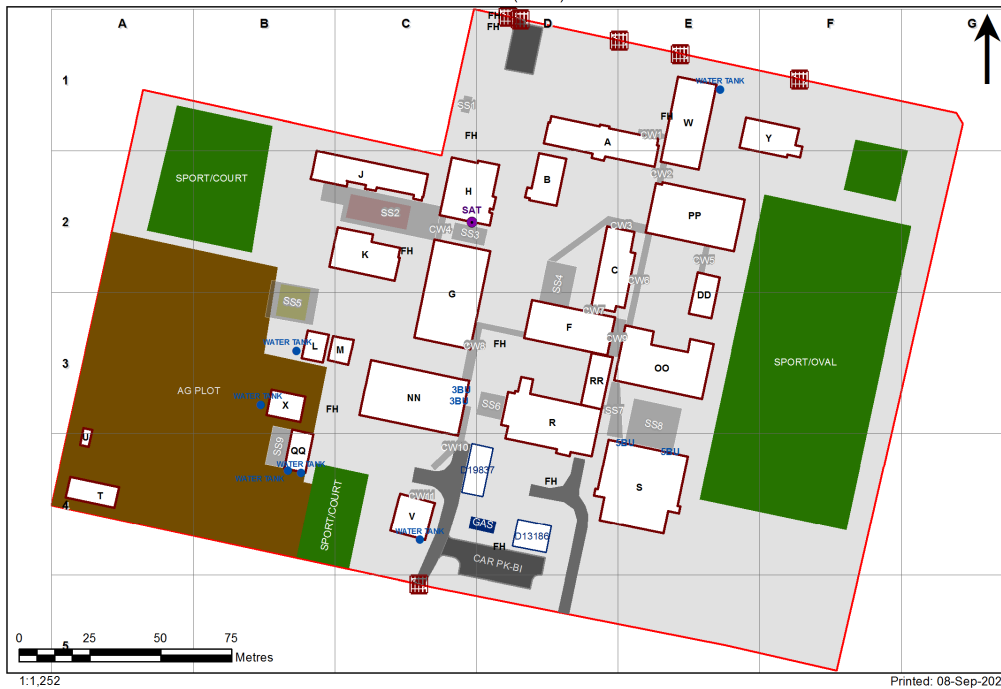 A B C D E F G
FH
FH
1
WATER TANK
SS1
FH
FH
W
CW1
A
Y
J
B
CW2
SPORT/COURT
H
SAT
SS2
PP
2
CW3
CW4
SS3
K
FH
CW5
C
SS4
CW6
DD
G
SS5
CW7
F
CW9
WATER TANK
L
M
CW8
FH
3
SPORT/OVAL
OO
RR
AG PLOT
3BU
3BU
WATER TANK
X
FH
NN
SS6
SS7
R
SS8
U
SS9
QQ
CW10
5BU
5BU
WATER TANK
WATER TANK
D19837
FH
S
T
4
SPORT/COURT
CW11
V
GAS
WATER TANK
D13186
FH
CAR PK-BI
0 25 50 75
5
Metres
1:1,252
Printed: 08-Sep-202